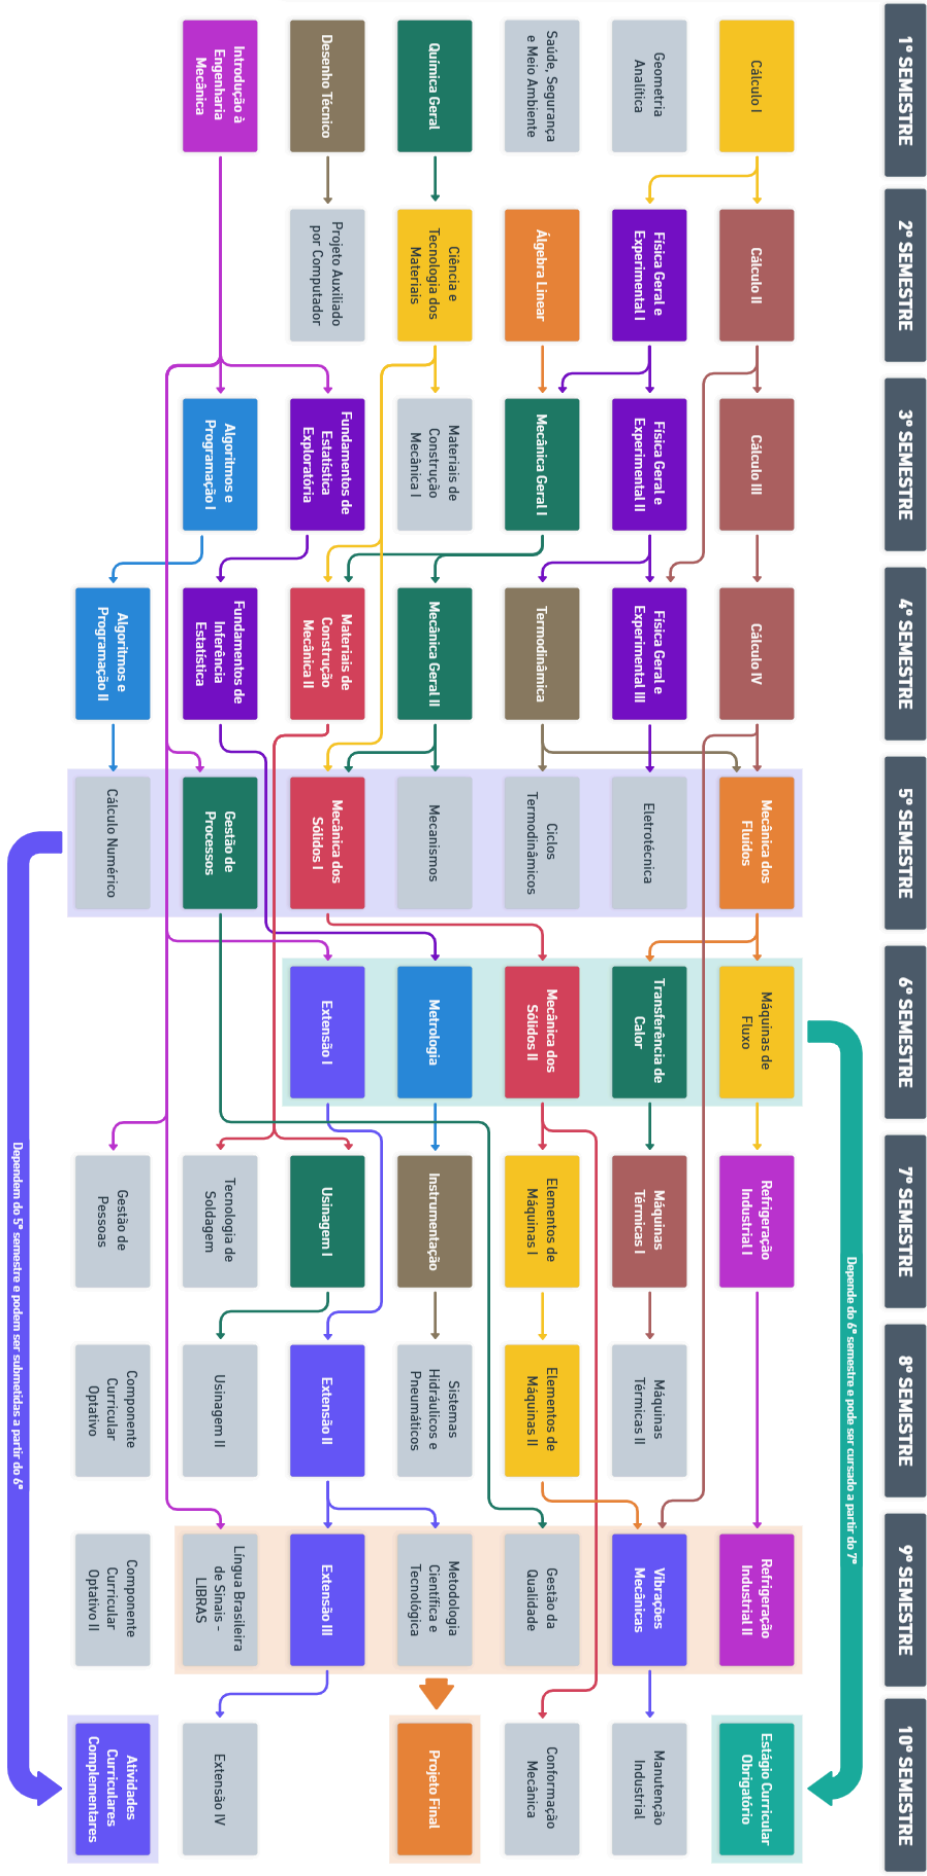 1º SEMESTRE
Cálculo I
Geometria
Analítica
Saúde, Segurança
e Meio Ambiente
Química Geral
Desenho Técnico
Introdução à
Engenharia
Mecânica
2º SEMESTRE
Cálculo II
Física Geral e
Experimental I
Álgebra Linear
Ciência e
Tecnologia dos
Materiais
Projeto Auxiliado
por Computador
3º SEMESTRE
Cálculo III
Física Geral e
Experimental II
Mecânica Geral I
Materiais de
Construção
Mecânica I
Fundamentos de
Estatística
Exploratória
Algoritmos e
Programação I
4º SEMESTRE
Cálculo IV
Física Geral e
Experimental III
Termodinâmica
Mecânica Geral II
Materiais de
Construção
Mecânica II
Fundamentos de
Inferência
Estatística
Algoritmos e
Programação II
5º SEMESTRE
Mecânica dos
Fluidos
Eletrotécnica
Ciclos
Termodinâmicos
Mecanismos
Mecânica dos
Sólidos I
Gestão de
Processos
Cálculo Numérico
6º SEMESTRE
Máquinas de
Fluxo
Transferência de
Calor
Mecânica dos
Sólidos II
Metrologia
Extensão I
7º SEMESTRE
Refrigeração
Industrial I
Máquinas
Térmicas I
Elementos de
Máquinas I
Instrumentação
Usinagem I
Tecnologia de
Soldagem
Gestão de
Pessoas
8º SEMESTRE
Máquinas
Térmicas II
Elementos de
Máquinas II
Sistemas
Hidráulicos e
Pneumáticos
Extensão II
Usinagem II
Componente
Curricular
Optativo
9º SEMESTRE
Refrigeração
Industrial II
Vibrações
Mecânicas
Gestão da
Qualidade
Metodologia
Científica e
Tecnológica
Extensão III
Língua Brasileira
de Sinais -
LIBRAS
Componente
Curricular
Optativo II
10º SEMESTRE
Estágio Curricular
Obrigatório
Manutenção
Industrial
Conformação
Mecânica
Projeto Final
Extensão IV
Atividades
Curriculares
Complementares
Depende do 6º semestre e pode ser cursado a partir do 7º
Dependem do 5º semestre e podem ser submetidas a partir do 6º